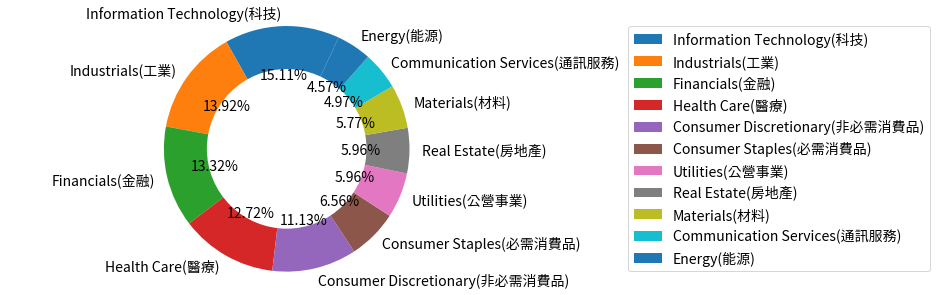 Information Technology(科技)
Energy(能源)
Communication Services(通訊服務)
Industrials(工業)
Materials(材料)
Real Estate(房地產)
Financials(金融)
Utilities(公營事業)
Consumer Staples(必需消費品)
Health Care(醫療)
Consumer Discretionary(非必需消費品)
15.11%
4.57%
4.97%
13.92%
5.77%
5.96%
13.32%
5.96%
6.56%
12.72%
11.13%
Information Technology(科技)
Industrials(工業)
Financials(金融)
Health Care(醫療)
Consumer Discretionary(非必需消費品)
Consumer Staples(必需消費品)
Utilities(公營事業)
Real Estate(房地產)
Materials(材料)
Communication Services(通訊服務)
Energy(能源)